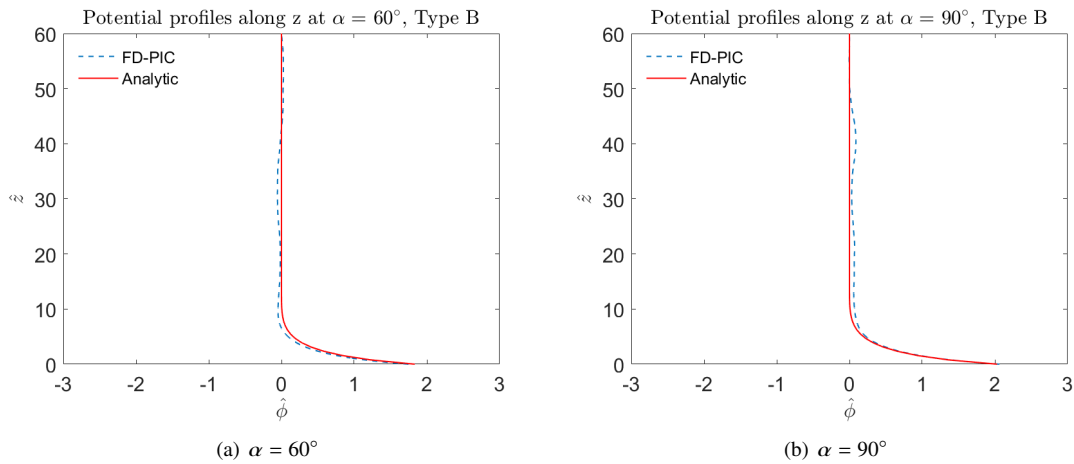 Potential profiles along z at α = 60°, Type B
60
50
40
30
20
10
0
ẑ
FD-PIC
Analytic
-3 -2 -1 0 1 2 3
ϕ̂
(a) α = 60°
Potential profiles along z at α = 90°, Type B
60
50
40
30
20
10
0
ẑ
FD-PIC
Analytic
-3 -2 -1 0 1 2 3
ϕ̂
(b) α = 90°